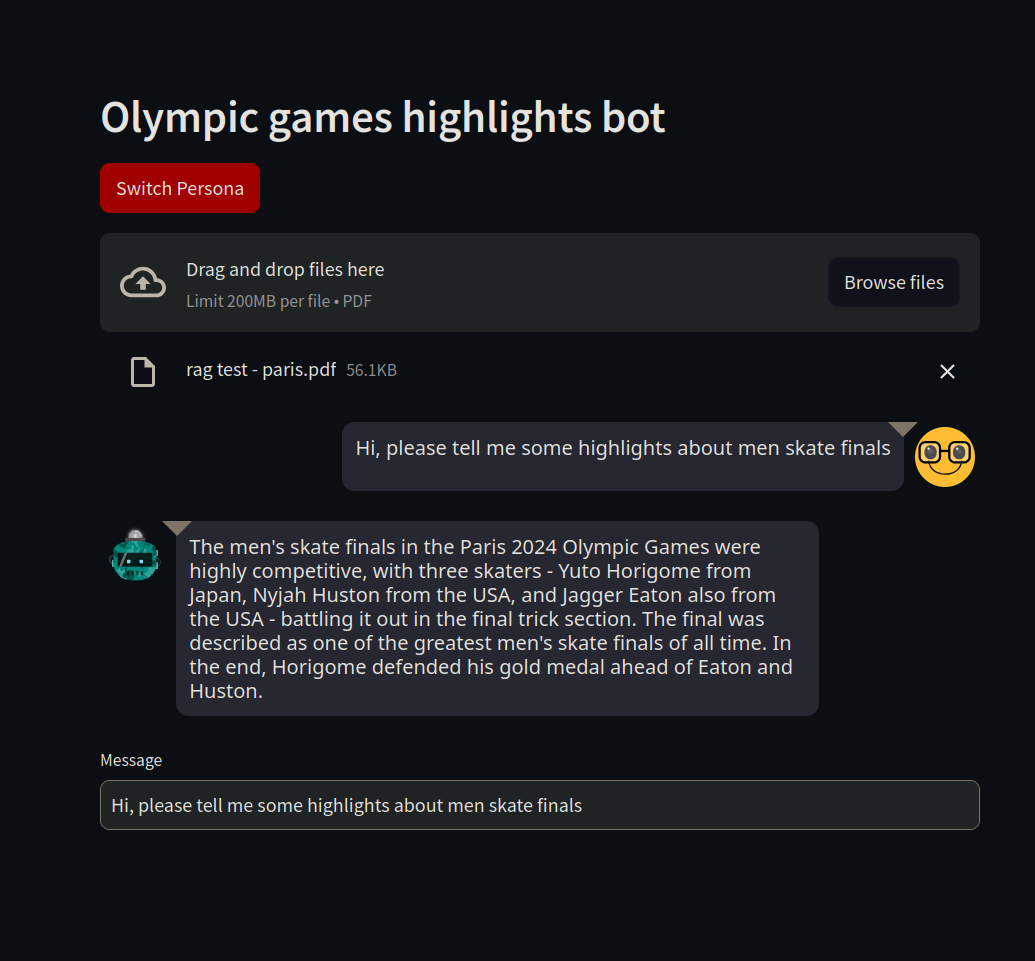 Olympic games highlights bot
Switch Persona
Drag and drop files here
Limit 200MB per file • PDF
Browse files
rag test - paris.pdf 56.1KB
Hi, please tell me some highlights about men skate finals
The men's skate finals in the Paris 2024 Olympic Games were
highly competitive, with three skaters - Yuto Horigome from
Japan, Nyjah Huston from the USA, and Jagger Eaton also from
the USA - battling it out in the final trick section. The final was
described as one of the greatest men's skate finals of all time. In
the end, Horigome defended his gold medal ahead of Eaton and
Huston.
Message
Hi, please tell me some highlights about men skate finals